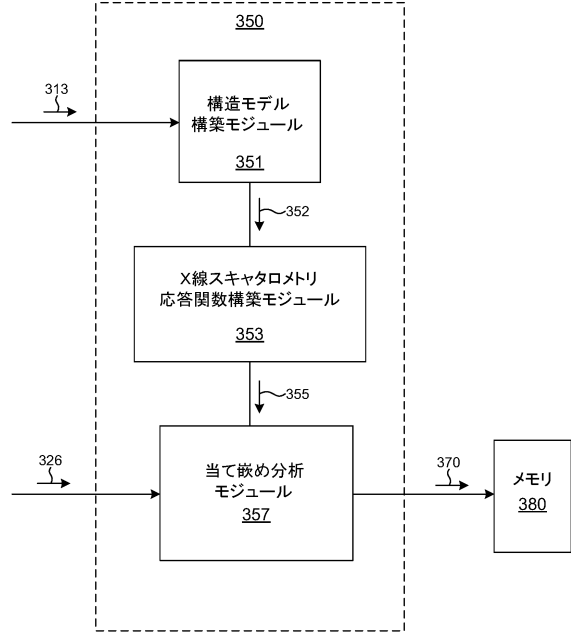 350
313
構造モデル
構築モジュール
351
352
X線スキャタロメトリ
応答関数構築モジュール
353
355
326
当て嵌め分析
モジュール
357
370
メモリ
380